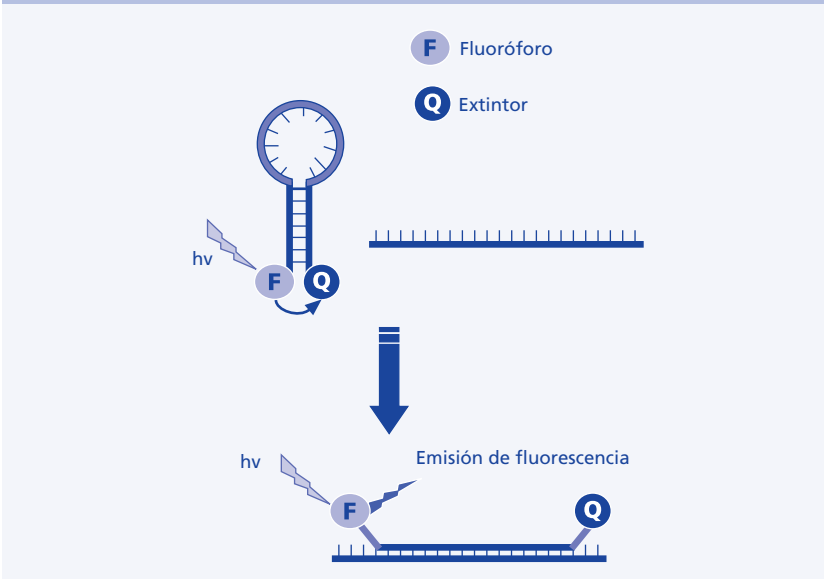 F Fluoróforo
Q Extintor
hv
F Q
hv
Emisión de fluorescencia
F
Q